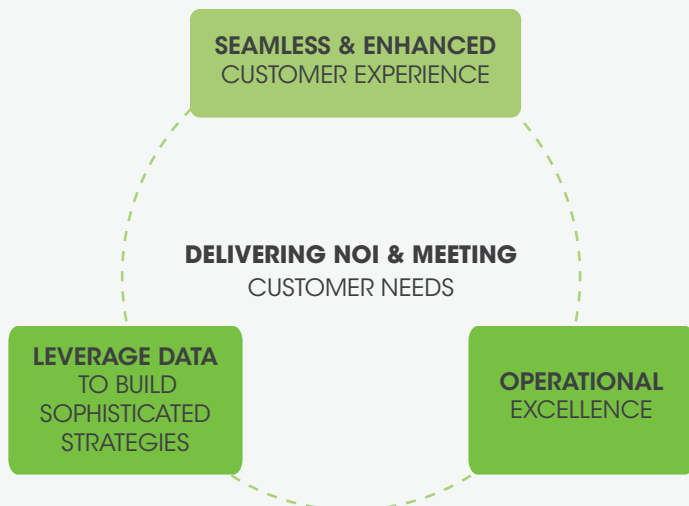 SEAMLESS & ENHANCED
CUSTOMER EXPERIENCE
DELIVERING NOI & MEETING
CUSTOMER NEEDS
LEVERAGE DATA
TO BUILD
SOPHISTICATED
STRATEGIES
OPERATIONAL
EXCELLENCE